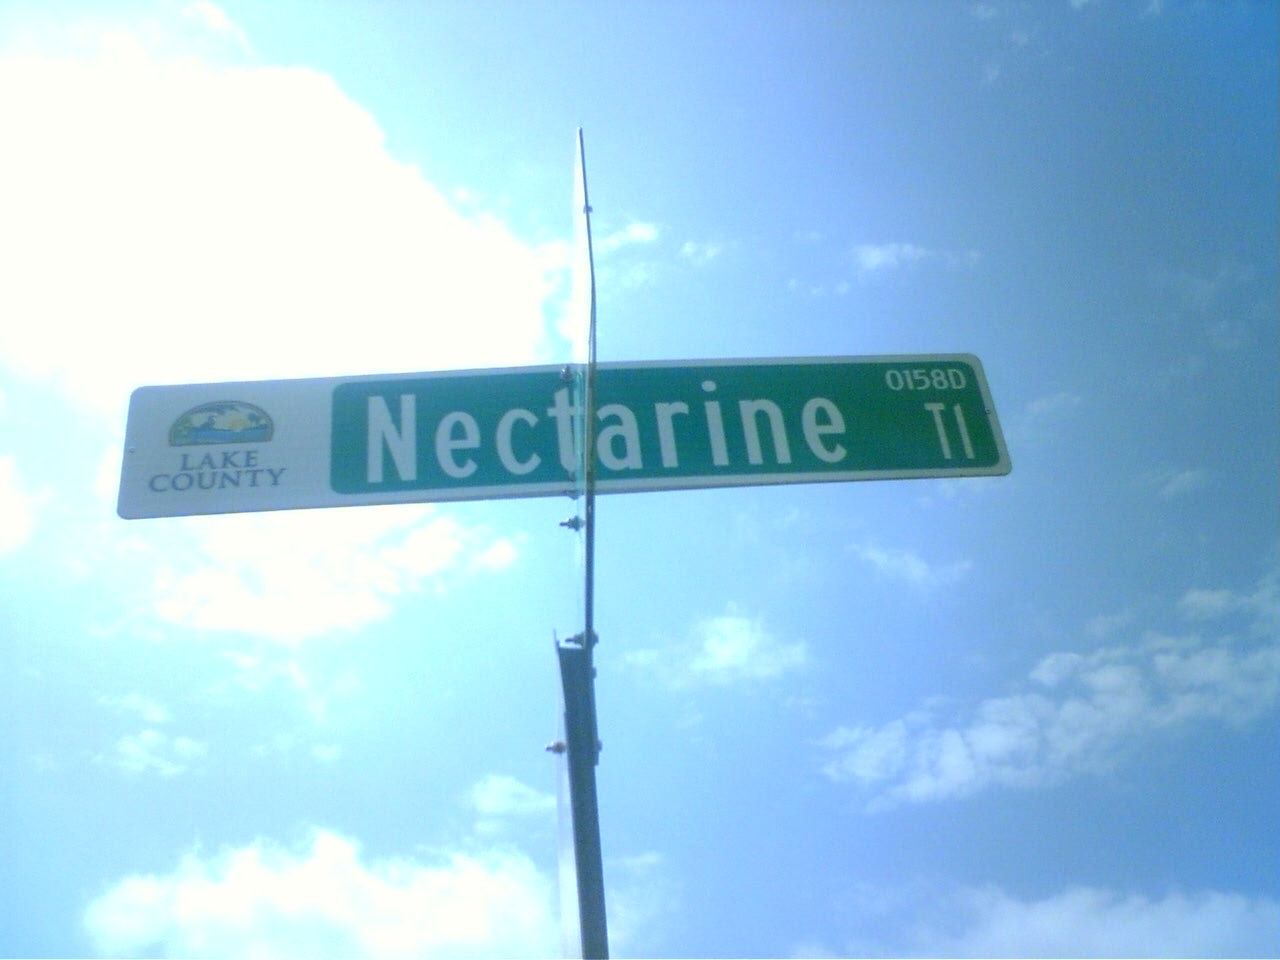 LAKE
COUNTY
Nectarine
0158D
Tl